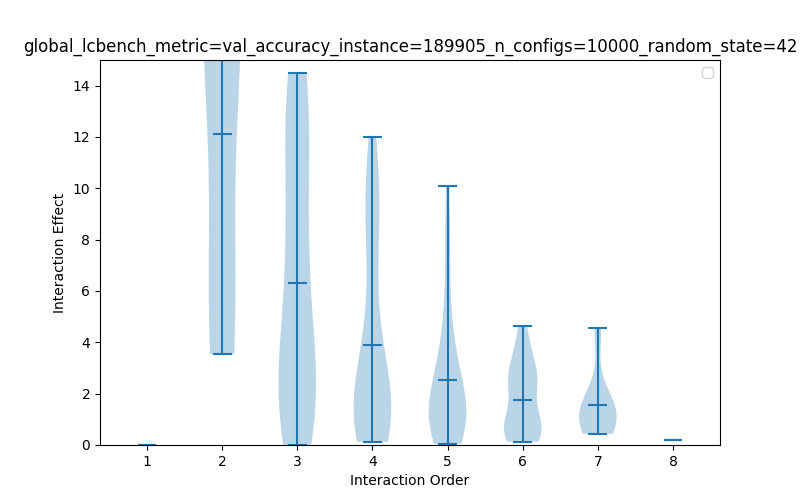 global_lcbench_metric=val_accuracy_instance=189905_n_configs=10000_random_state=42
14
12
10
8
6
4
2
0
Interaction Effect
1 2 3 4 5 6 7 8
Interaction Order